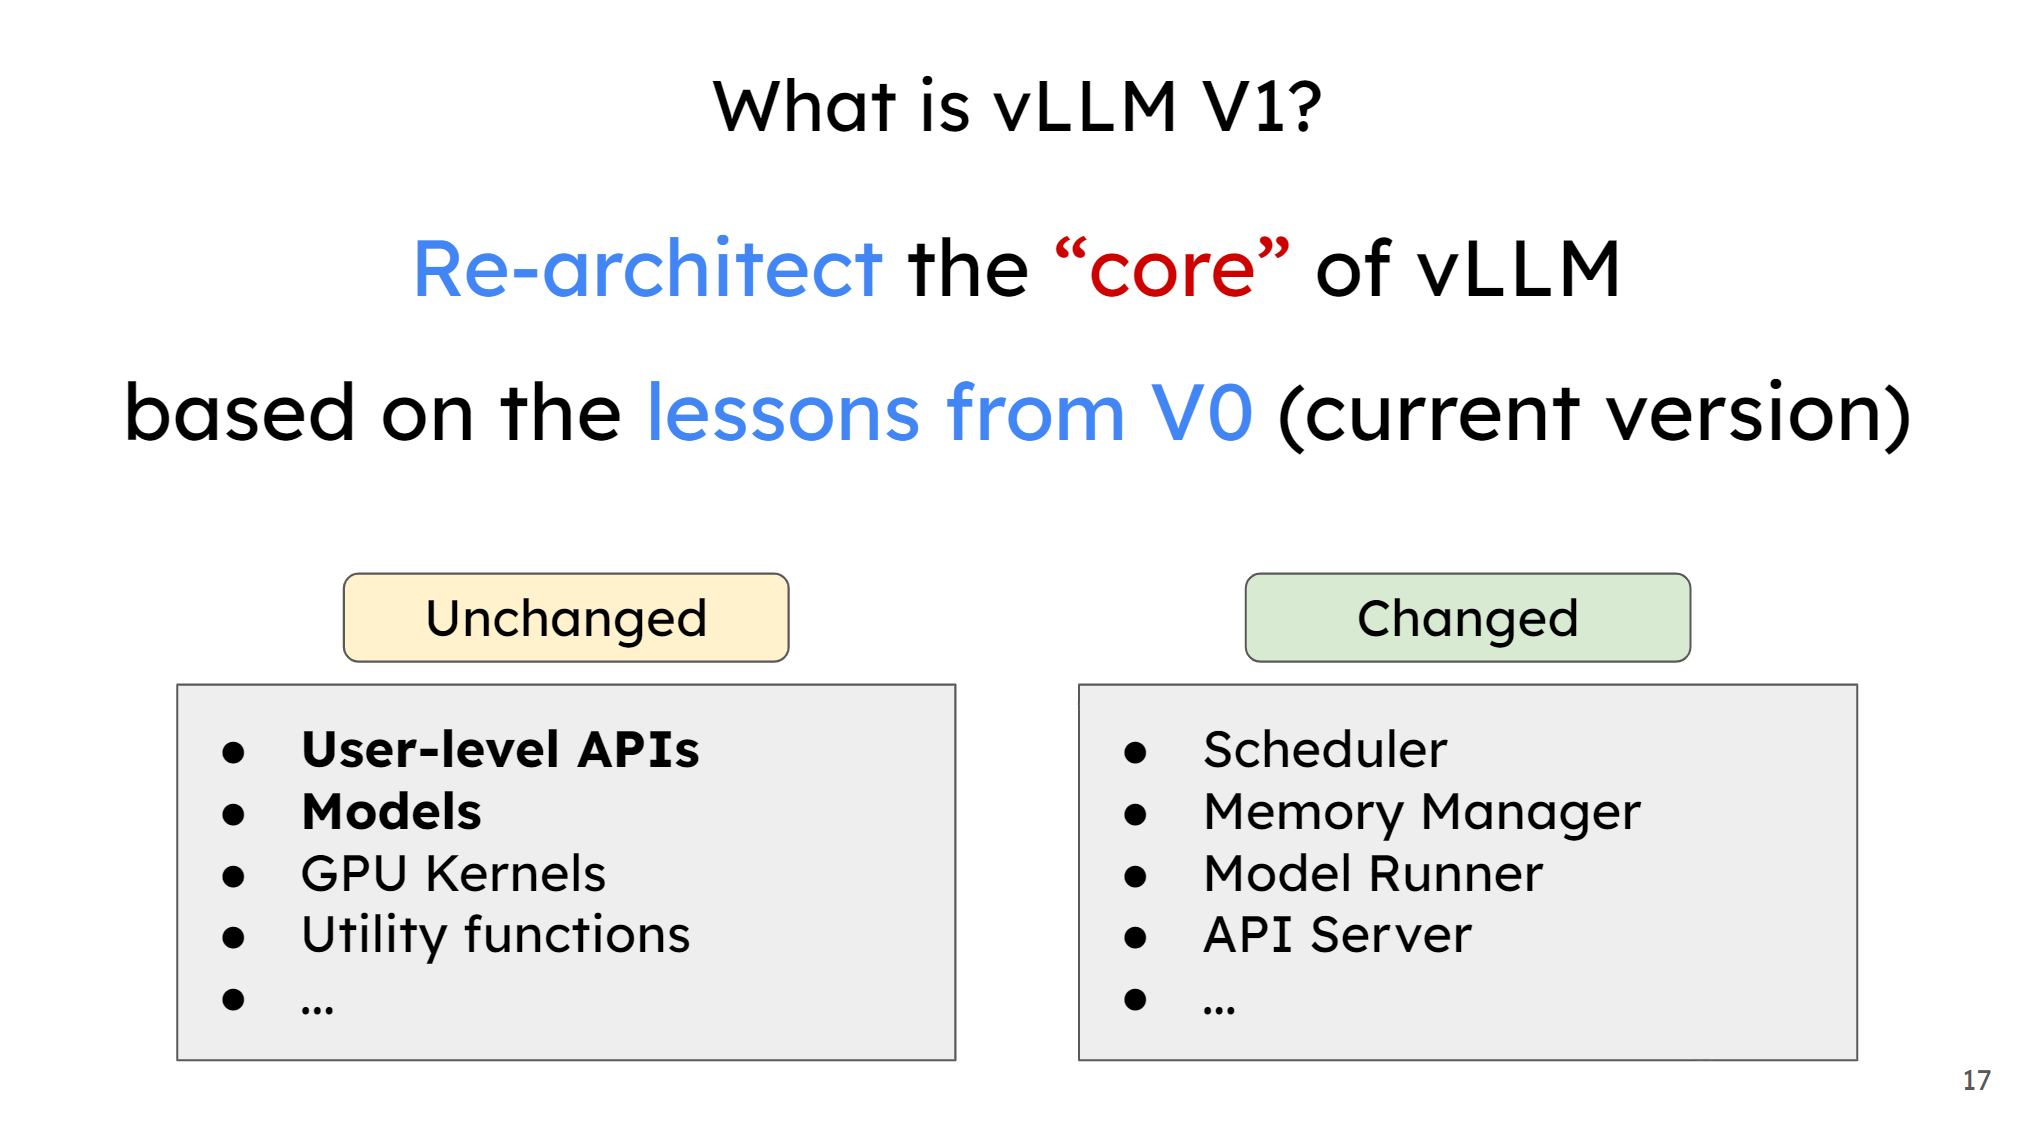 What is vLLM V1?
Re-architect the “core” of vLLM
based on the lessons from V0 (current version)
Unchanged
● User-level APIs
● Models
● GPU Kernels
● Utility functions
● ...
Changed
● Scheduler
● Memory Manager
● Model Runner
● API Server
● ...
17